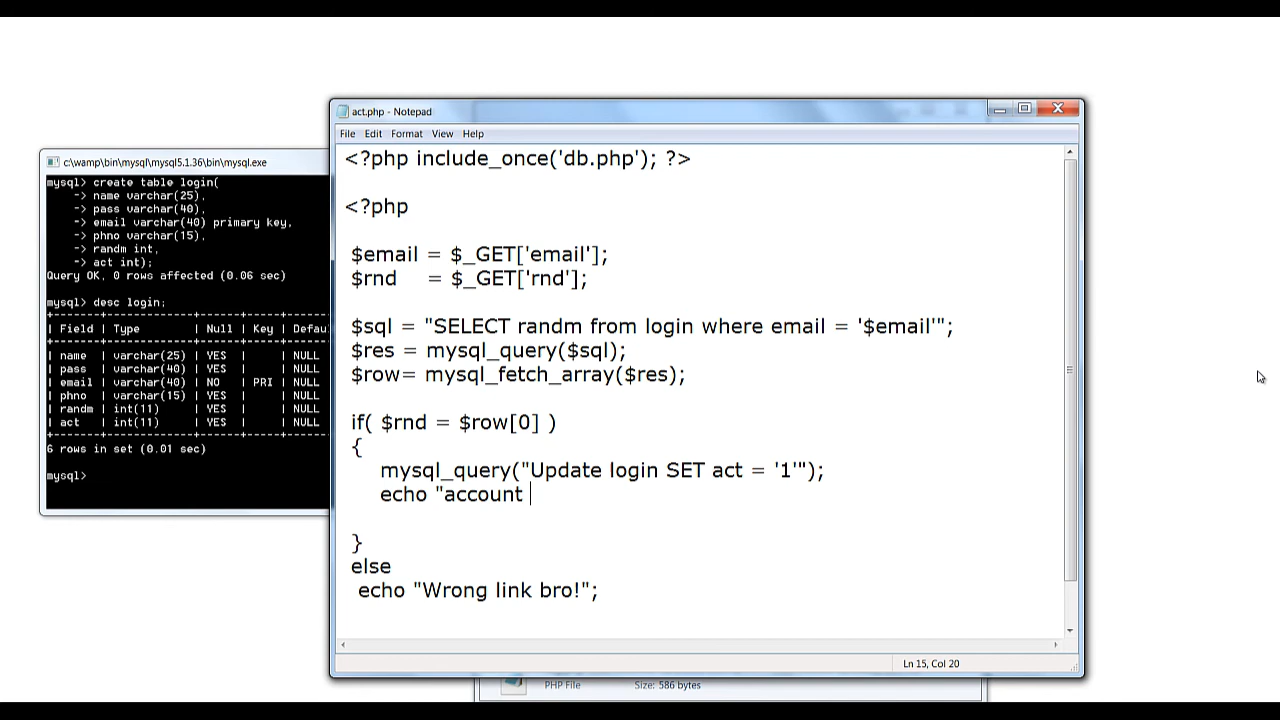 act.php - Notepad
File Edit Format View Help
<?php include_once('db.php'); ?>
<?php
$email = $_GET['email'];
$rnd = $_GET['rnd'];
$sql = "SELECT randm from login where email = '$email'";
$res = mysql_query($sql);
$row= mysql_fetch_array($res);
if( $rnd = $row[0] )
{
mysql_query("Update login SET act = '1'");
echo "account
}
else
echo "Wrong link bro!";
Ln 15, Col 20
c:\wamp\bin\mysql\mysql5.1.36\bin\mysql.exe
mysql> create table login(
-> name varchar(25),
-> pass varchar(40),
-> email varchar(40) primary key,
-> phno varchar(15),
-> randm int,
-> act int);
Query OK, 0 rows affected (0.06 sec)
mysql> desc login;
| Field | Type | Null | Key | Defau
| name | varchar(25) | YES | | NULL
| pass | varchar(40) | YES | | NULL
| email | varchar(40) | NO | PRI | NULL
| phno | varchar(15) | YES | | NULL
| randm | int(11) | YES | | NULL
| act | int(11) | YES | | NULL
6 rows in set (0.01 sec)
mysql>
PHP File Size: 586 bytes